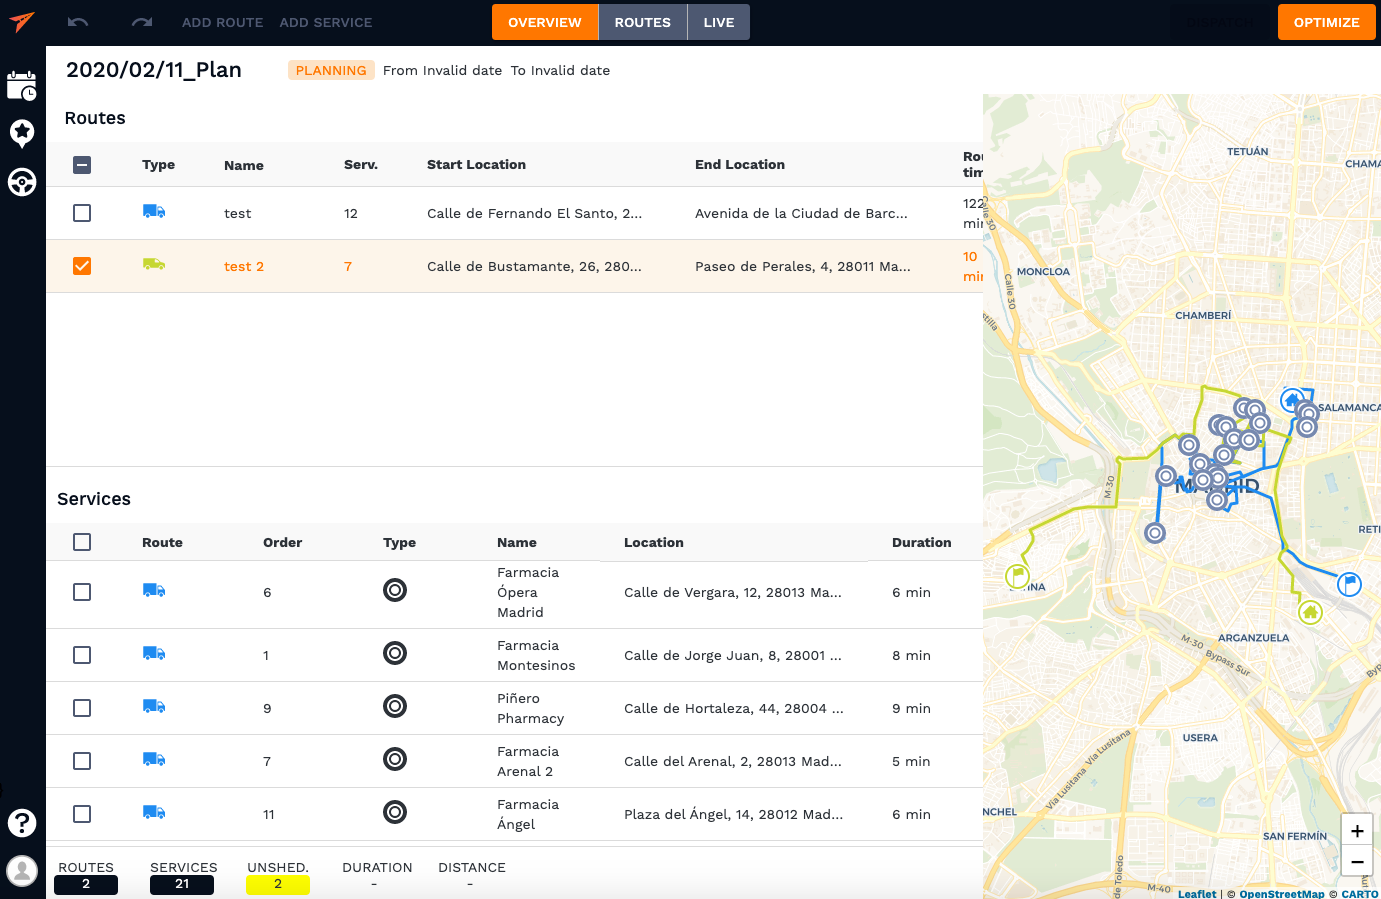 ADD ROUTE ADD SERVICE OVERVIEW ROUTES LIVE OPTIMIZE
2020/02/11_Plan PLANNING From Invalid date To Invalid date
Routes
Type Name Serv. Start Location End Location
test 12 Calle de Fernando El Santo, 2... Avenida de la Ciudad de Barc... 122
test 2 7 Calle de Bustamante, 26, 280... Paseo de Perales, 4, 28011 Ma... 10
Services
Route Order Type Name Location Duration
6 Farmacia Ópera Madrid Calle de Vergara, 12, 28013 Ma... 6 min
1 Farmacia Montesinos Calle de Jorge Juan, 8, 28001 ... 8 min
9 Piñero Pharmacy Calle de Hortaleza, 44, 28004 ... 9 min
7 Farmacia Arenal 2 Calle del Arenal, 2, 28013 Mad... 5 min
11 Farmacia Ángel Plaza del Ángel, 14, 28012 Mad... 6 min
ROUTES SERVICES UNSHED. DURATION DISTANCE
2 21 2 - -
TETUÁN
CHAMA
Calle 30
MONCLOA
Calle 30
CHAMBERÍ
SALAMANCA
M-30
RETI
ARGANZUELA
M-30 Bypass Sur
USERA
Vía Lusitana Vía Lusitana
NCHEL
SAN FERMÍN
de Toledo
M-40
+
−
Leaflet | © OpenStreetMap © CARTO